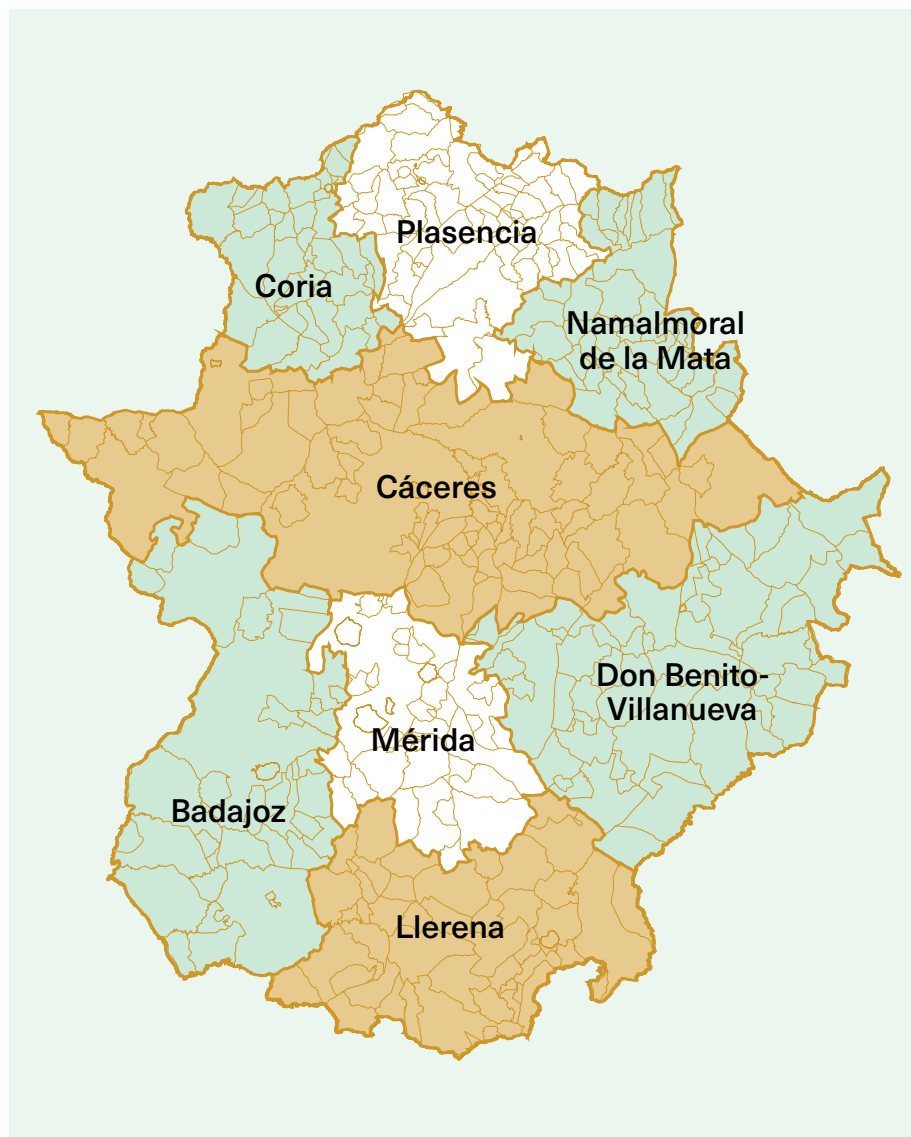 Plasencia
Coria
Namalmoral
de la Mata
Cáceres
Don Benito-
Villanueva
Mérida
Badajoz
Llerena